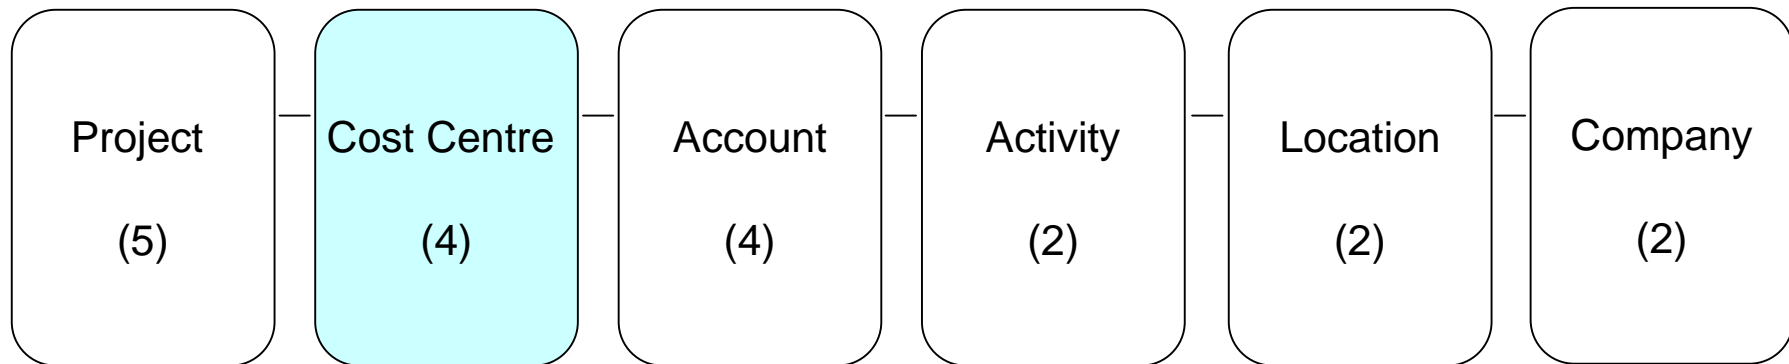 Project
(5)
Cost Centre
(4)
Account
(4)
Activity
(2)
Location
(2)
Company
(2)